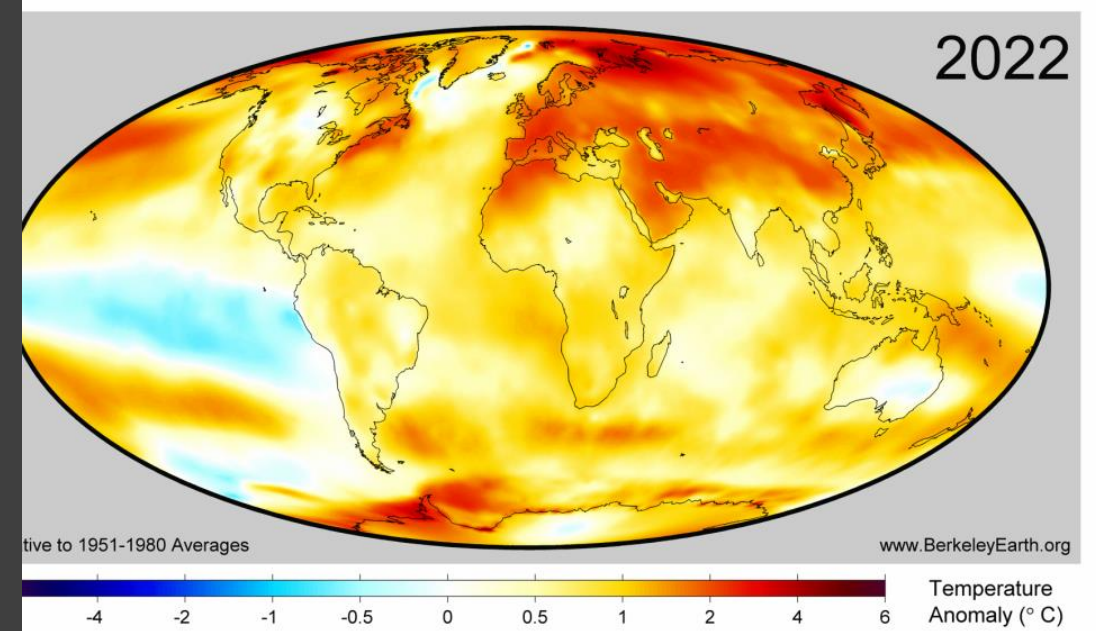 2022
tive to 1951-1980 Averages
www.BerkeleyEarth.org
-4 -2 -1 -0.5 0 0.5 1 2 4 6
Temperature
Anomaly (° C)